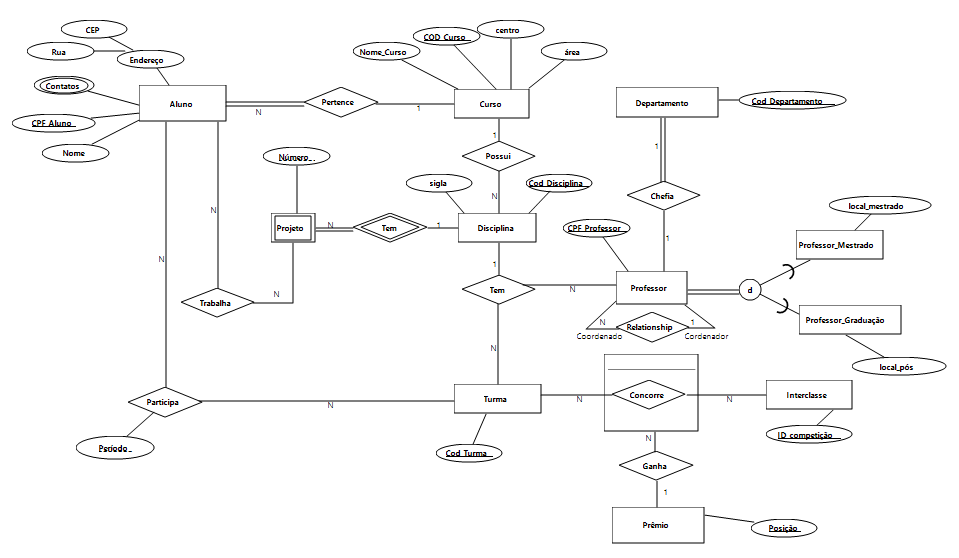 CEP
centro
COD_Curso
Rua
Endereço
Nome_Curso
área
Contatos
Aluno
Pertence
Curso
Departamento
Cod_Departamento
N
1
CPF_Aluno
1
1
Nome
Número
Possui
sigla
Cod_Disciplina
N
Chefia
local_mestrado
N
Projeto
N
Tem
1
Disciplina
CPF_Professor
1
Professor_Mestrado
N
1
Tem
N
Professor
d
N
Trabalha
Professor_Graduação
N
Relationship
1
Coordenado
Cordenador
N
local_pós
Participa
N
Turma
N
Concorre
N
Interclasse
Período
Cod_Turma
ID_competição
N
Ganha
1
Prêmio
Posição